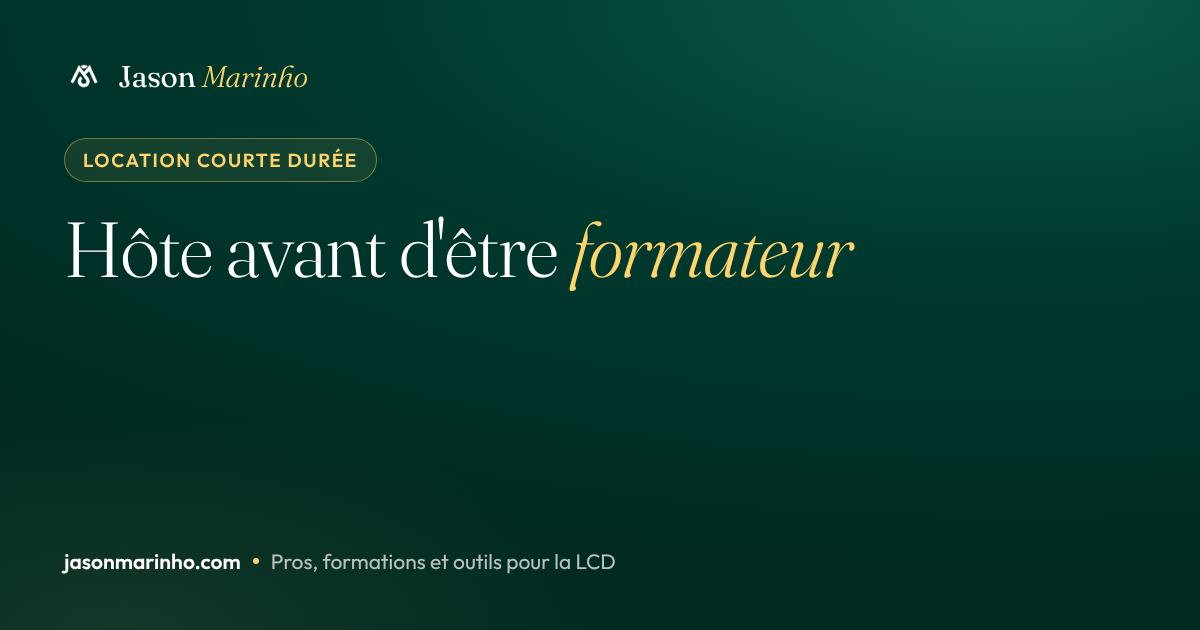 Jason Marinho
LOCATION COURTE DURÉE
Hôte avant d'être formateur
jasonmarinho.com • Pros, formations et outils pour la LCD